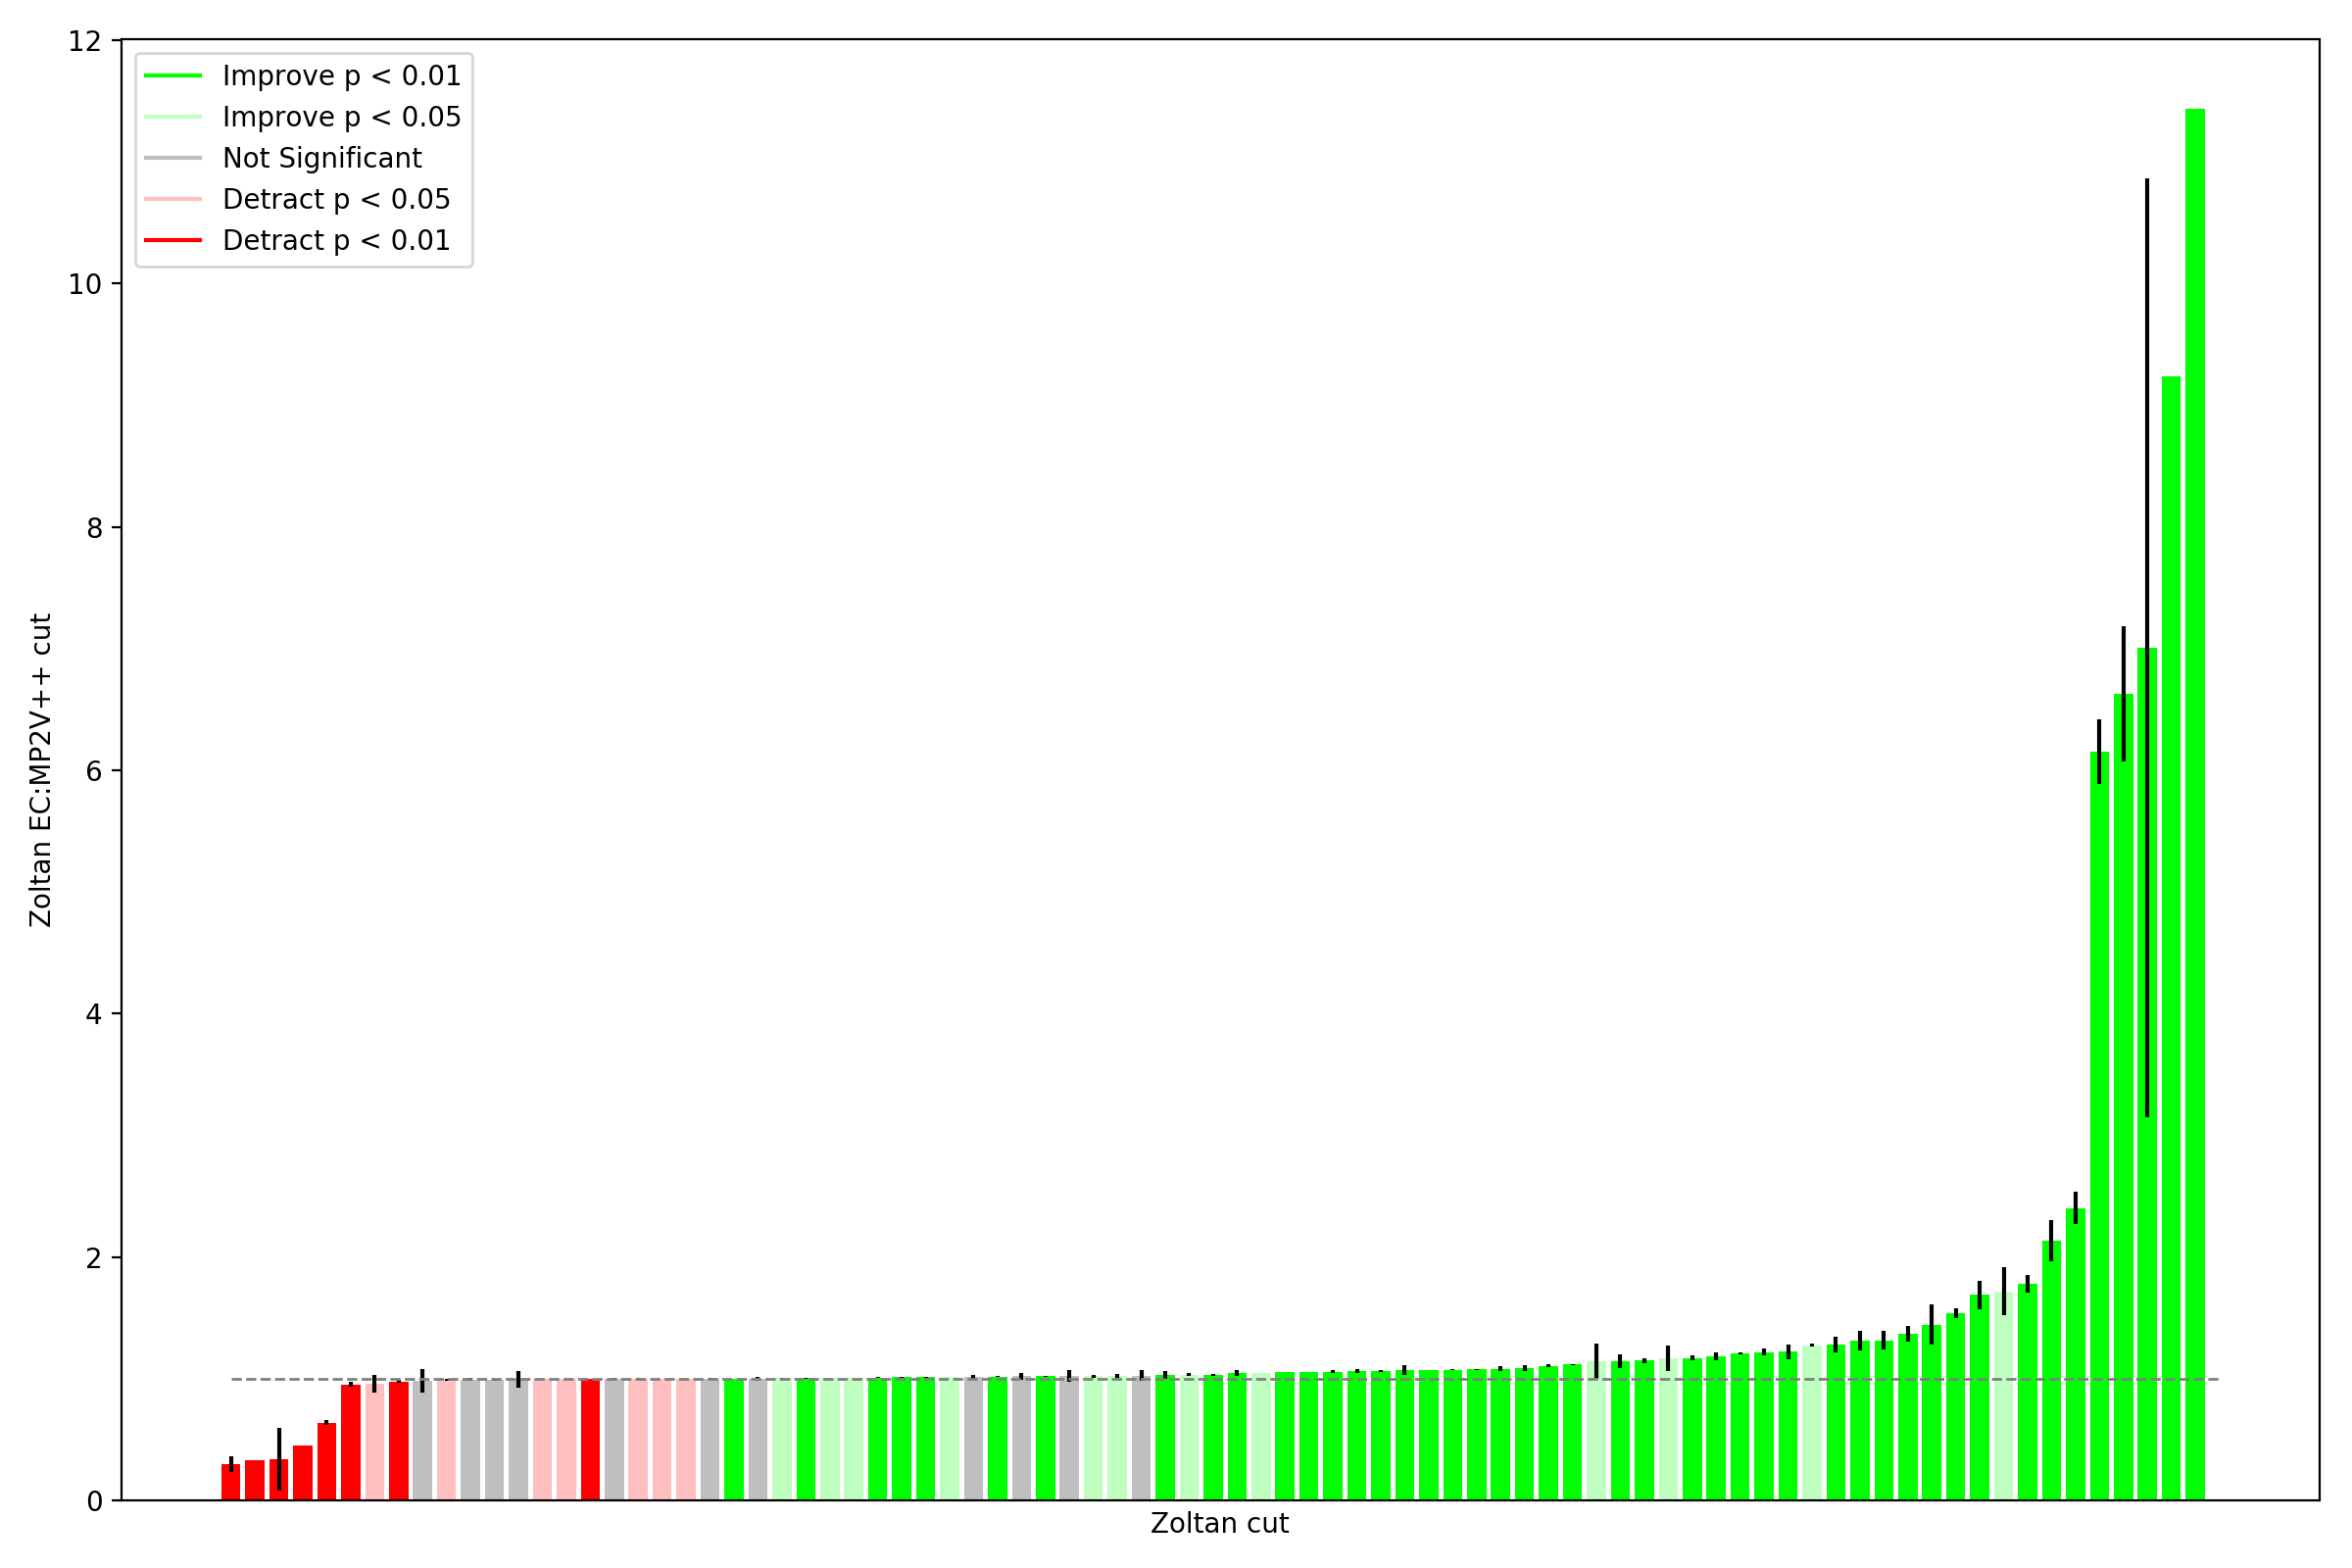 12
10
8
6
4
2
0
Improve p < 0.01
Improve p < 0.05
Not Significant
Detract p < 0.05
Detract p < 0.01
Zoltan EC:MP2V++ cut
Zoltan cut